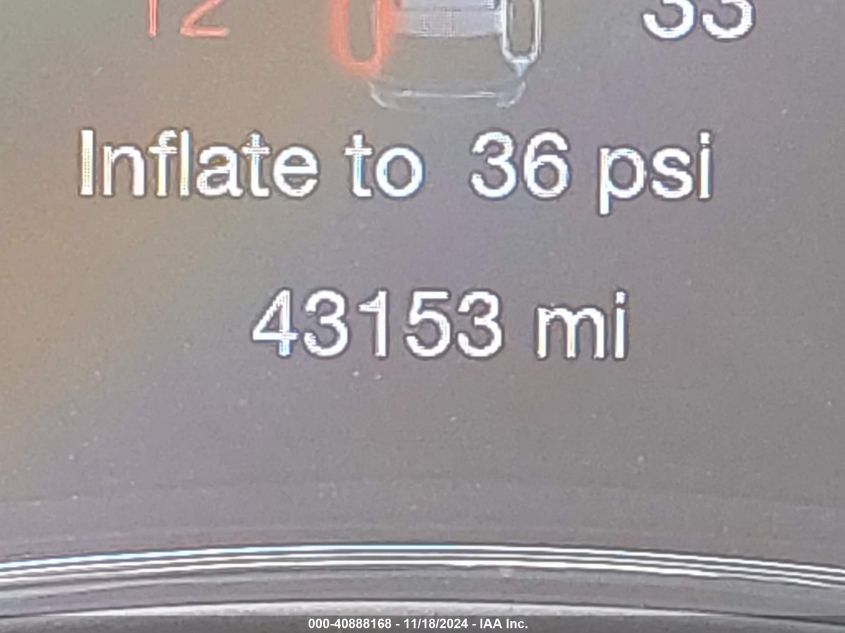 12 33
Inflate to 36 psi
43153 mi
000-40888168 - 11/18/2024 - IAA Inc.